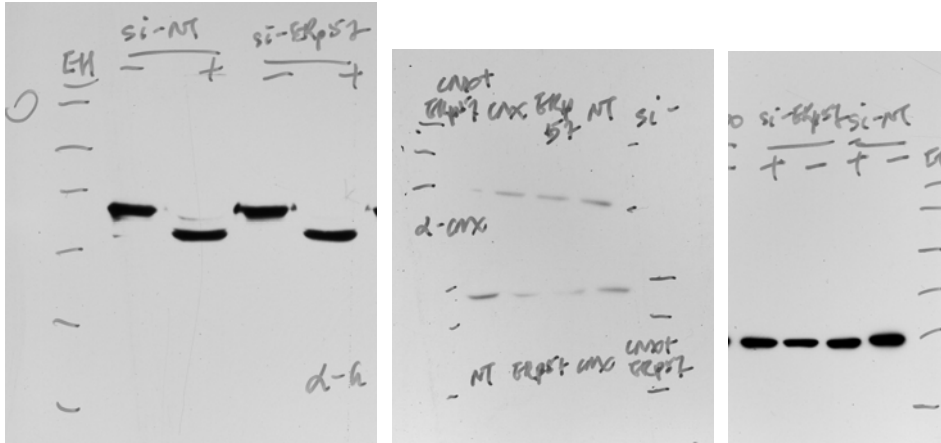 si-NT si-ERp57
EH - + - +
α-
CNX+
ERp57 CNX ERp57 NT si-
α-CNX
NT ERp57 CNX CNX+
ERp57
si-ERp57 si-NT
+ - + -